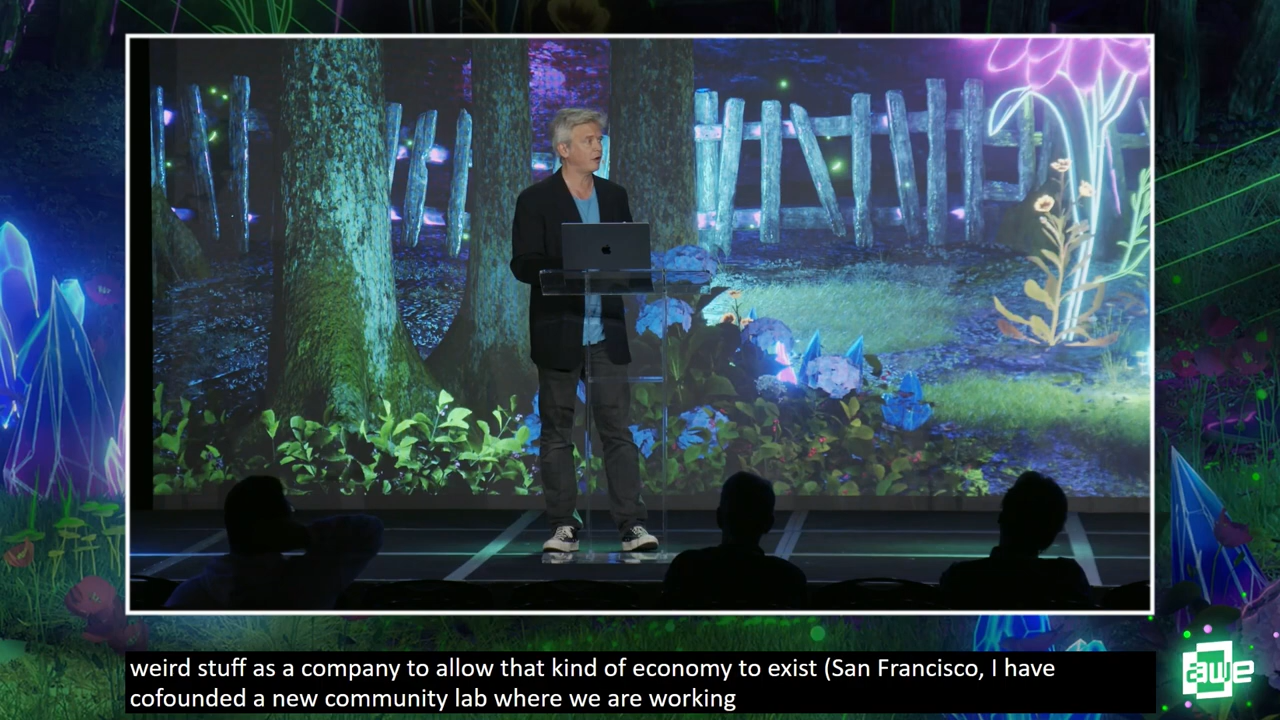 weird stuff as a company to allow that kind of economy to exist (San Francisco, I have
cofounded a new community lab where we are working
awe